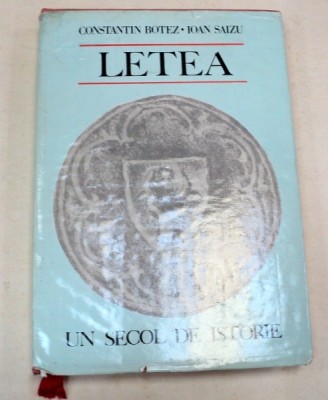 CONSTANTIN BOTEZ • IOAN SAIZU
LETEA
UN SECOL DE ISTORIE